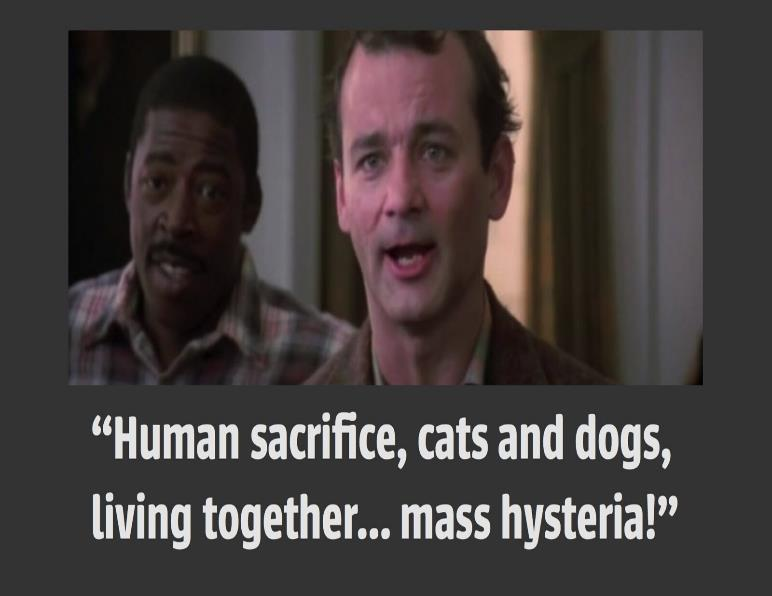 “Human sacrifice, cats and dogs,
living together... mass hysteria!”